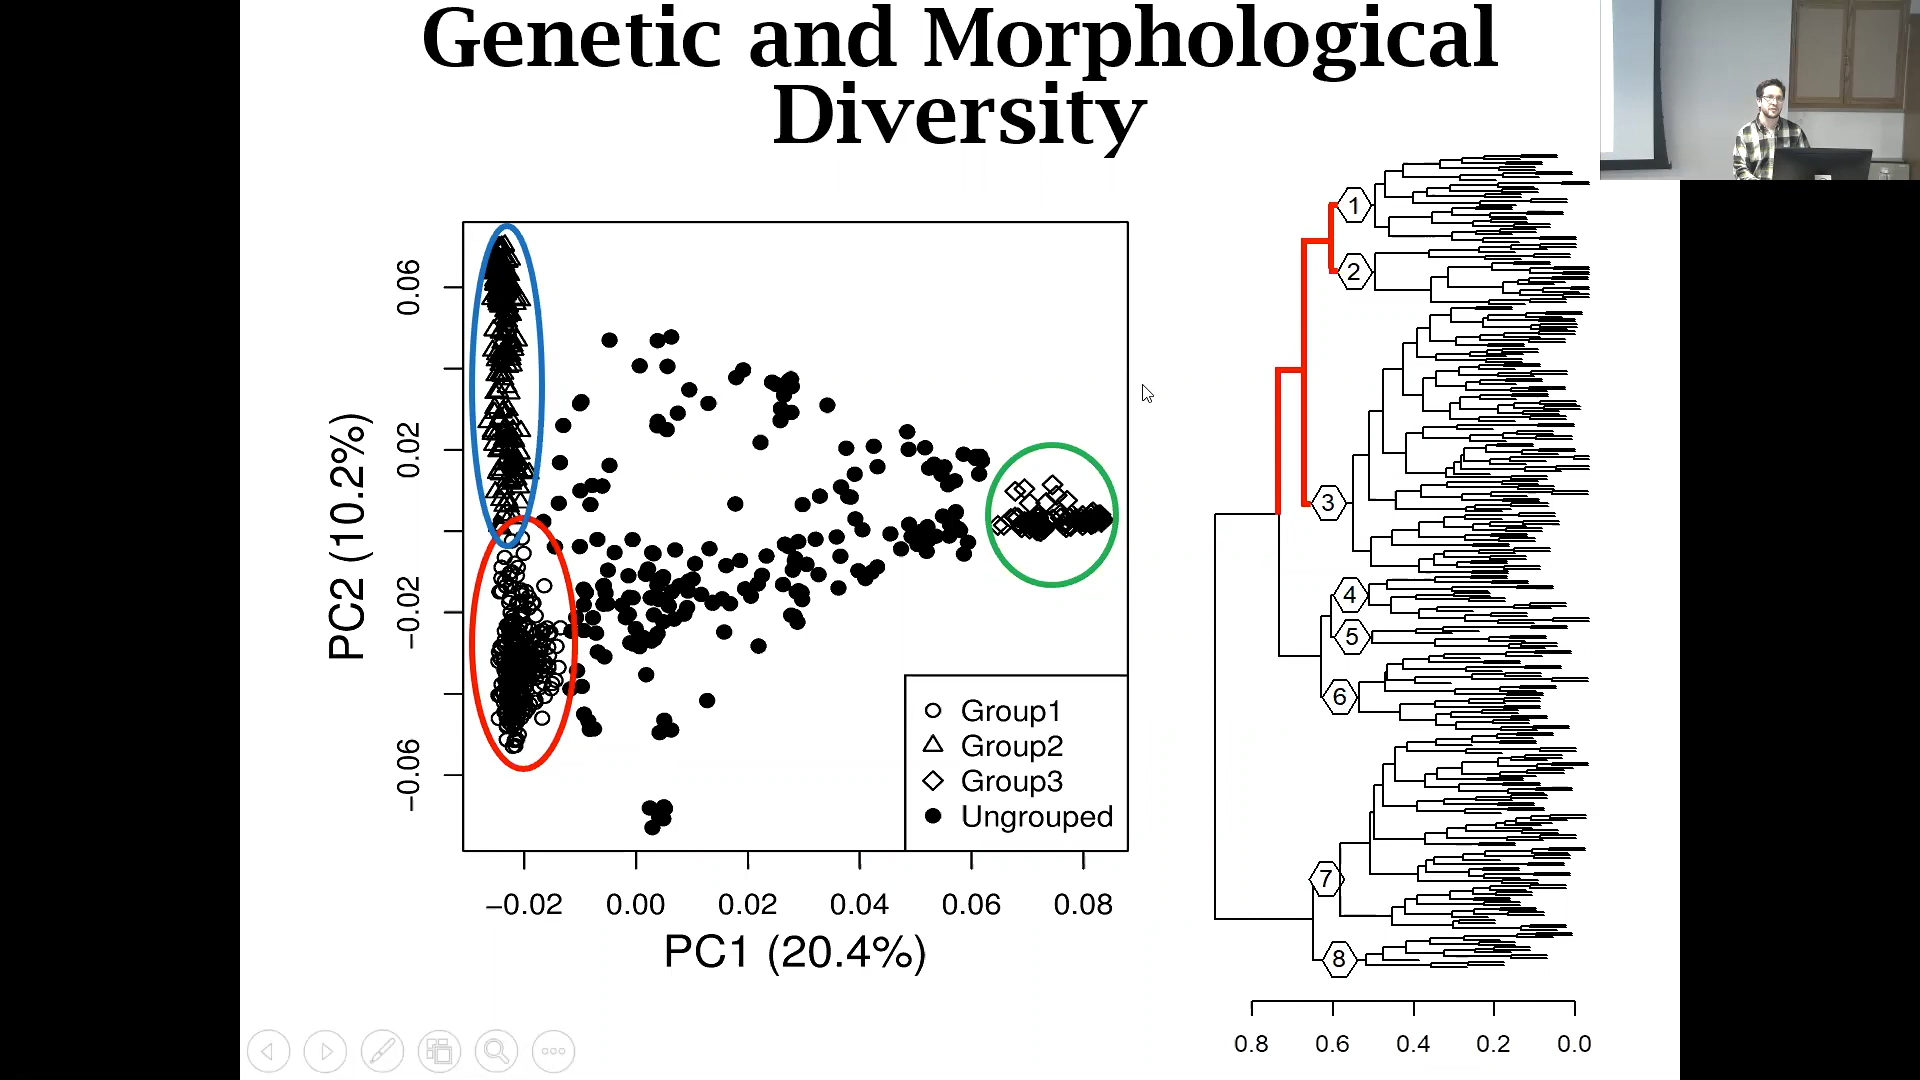 Genetic and Morphological
Diversity
0.06
0.02
−0.02
−0.06
PC2 (10.2%)
−0.02 0.00 0.02 0.04 0.06 0.08
PC1 (20.4%)
Group1
Group2
Group3
Ungrouped
1
2
3
4
5
6
7
8
0.8 0.6 0.4 0.2 0.0